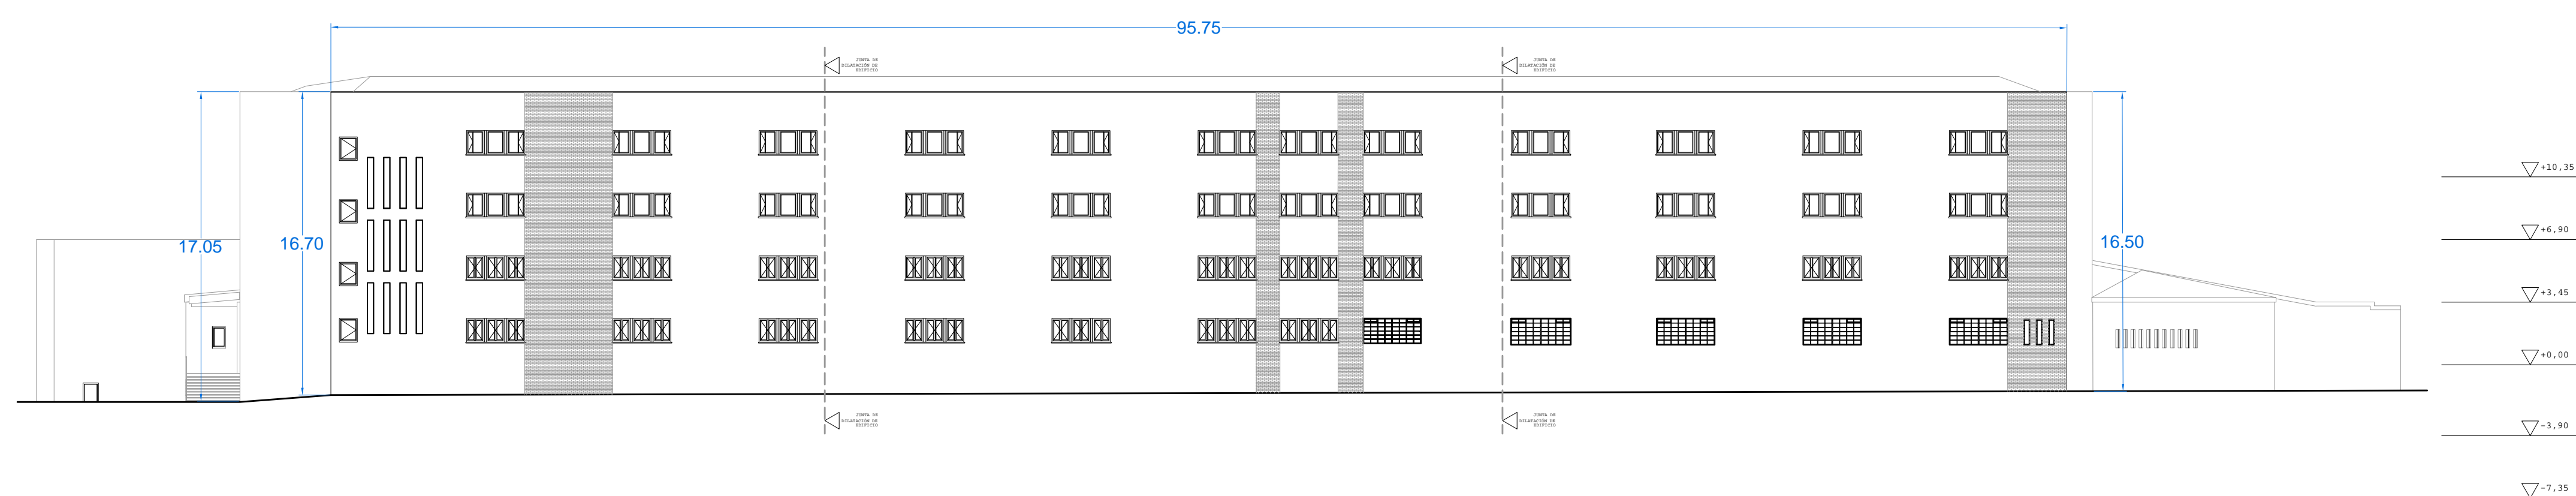 95.75
JUNTA DE
DILATACIÓN DE
EDIFICIO
JUNTA DE
DILATACIÓN DE
EDIFICIO
17.05
16.70
16.50
+10,35
+6,90
+3,45
+0,00
JUNTA DE
DILATACIÓN DE
EDIFICIO
JUNTA DE
DILATACIÓN DE
EDIFICIO
-3,90
-7,35